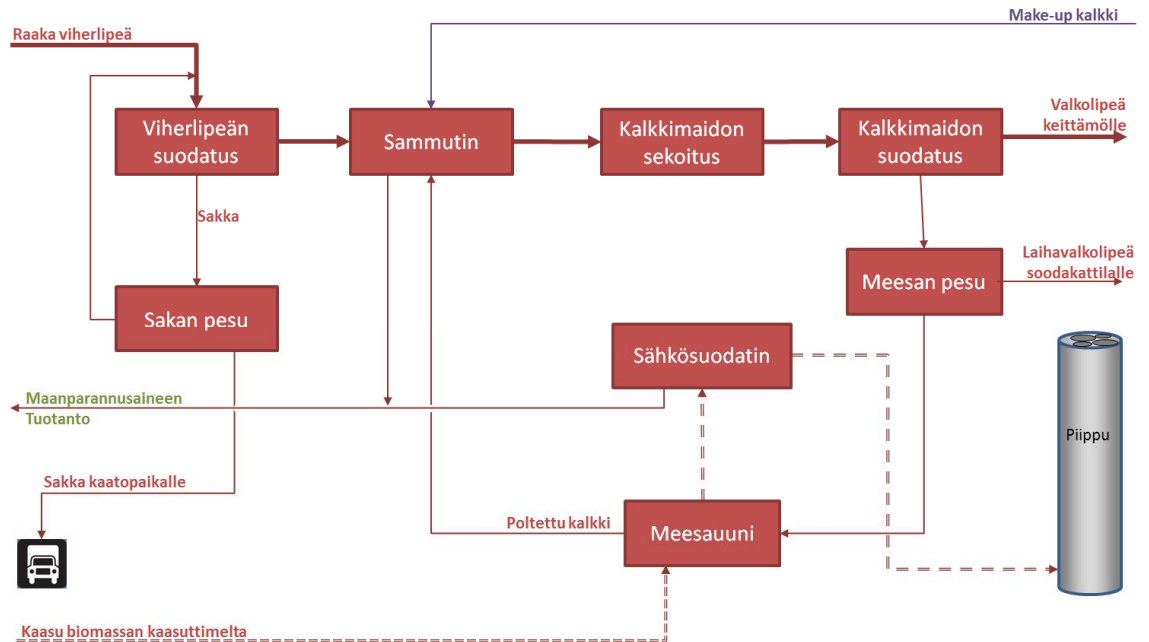 Make-up kalkki
Raaka viherlipeä
Viherlipeän
suodatus
Sammutin
Kalkkimaidon
sekoitus
Kalkkimaidon
suodatus
Valkolipeä
keittämölle
Sakka
Meesan pesu
Laihavalkolipeä
soodakattilalle
Sakan pesu
Sähkösuodatin
Maanparannusaineen
Tuotanto
Piippu
Sakka kaatopaikalle
Poltettu kalkki
Meesauuni
Kaasu biomassan kaasuttimelta